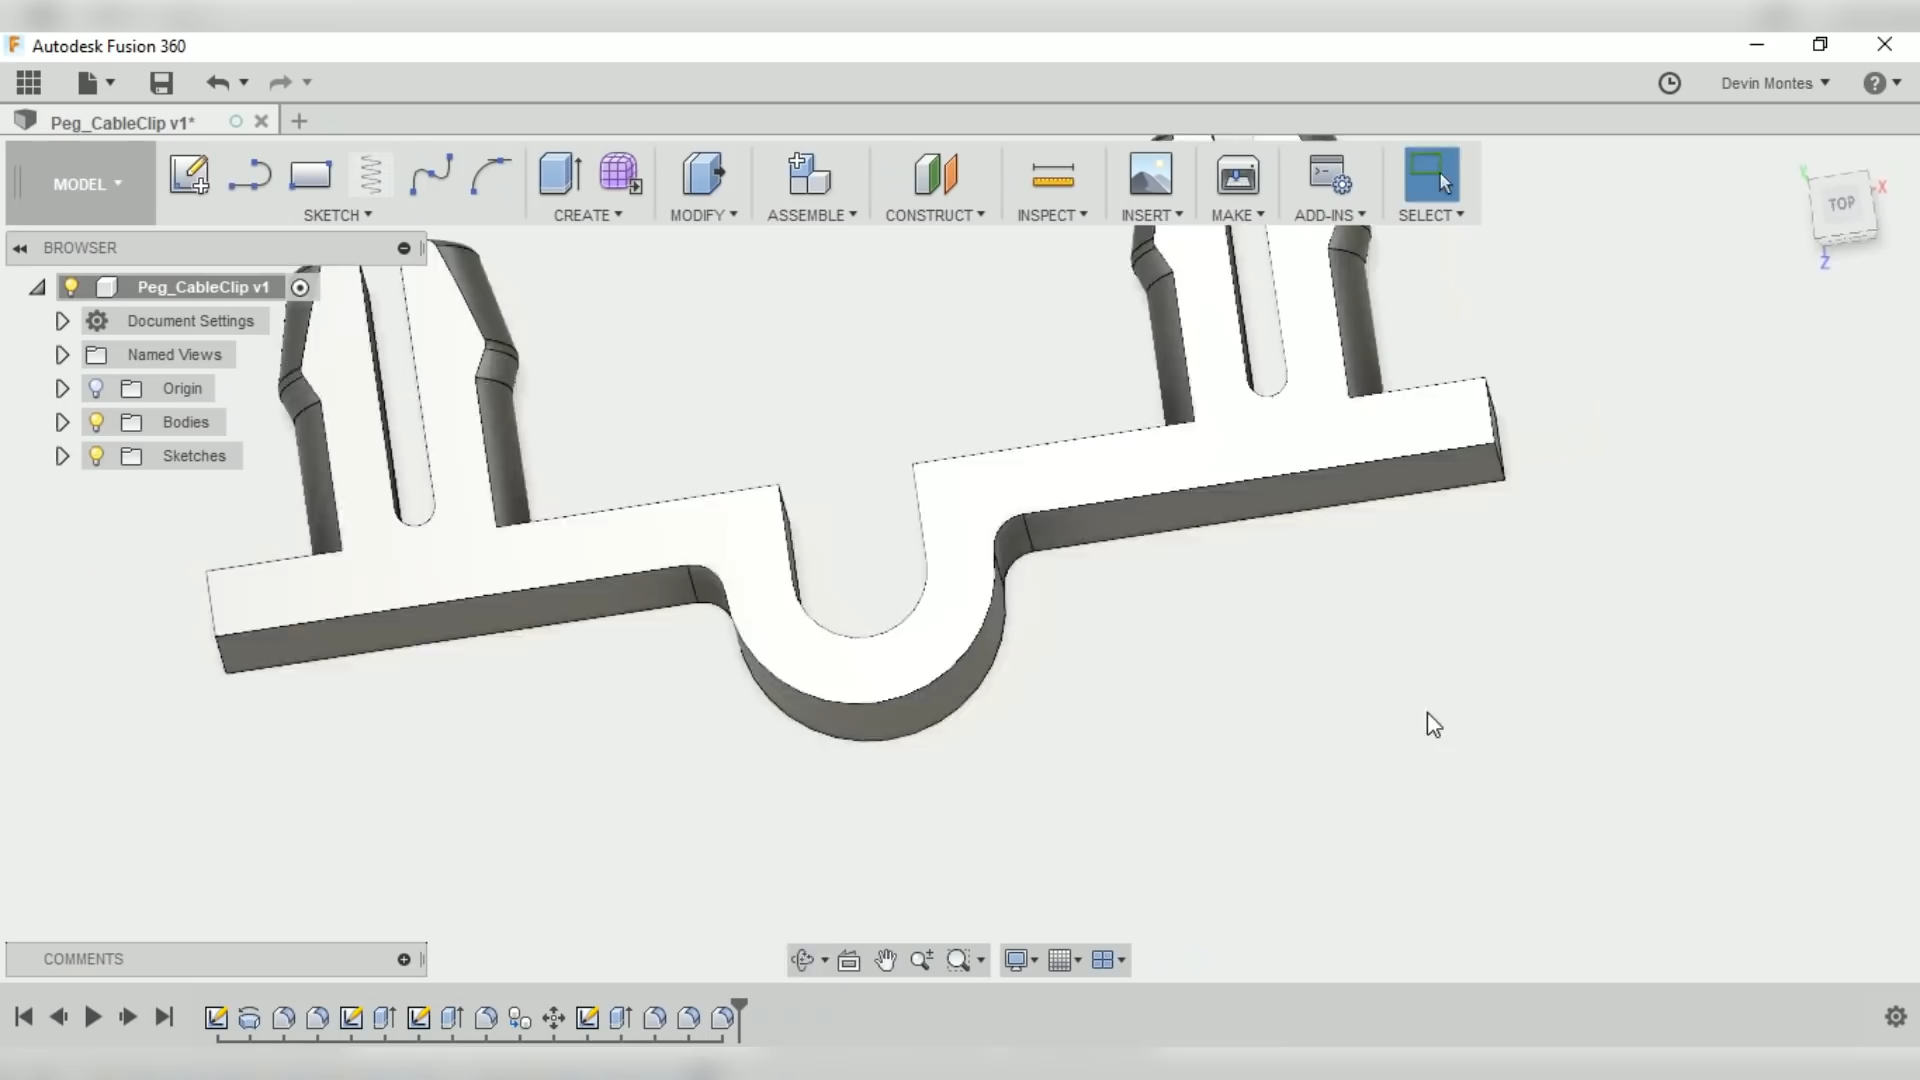 Autodesk Fusion 360
Devin Montes
Peg_CableClip v1*
MODEL
SKETCH
CREATE
MODIFY
ASSEMBLE
CONSTRUCT
INSPECT
INSERT
MAKE
ADD-INS
SELECT
TOP
X
Y
Z
BROWSER
Peg_CableClip v1
Document Settings
Named Views
Origin
Bodies
Sketches
COMMENTS